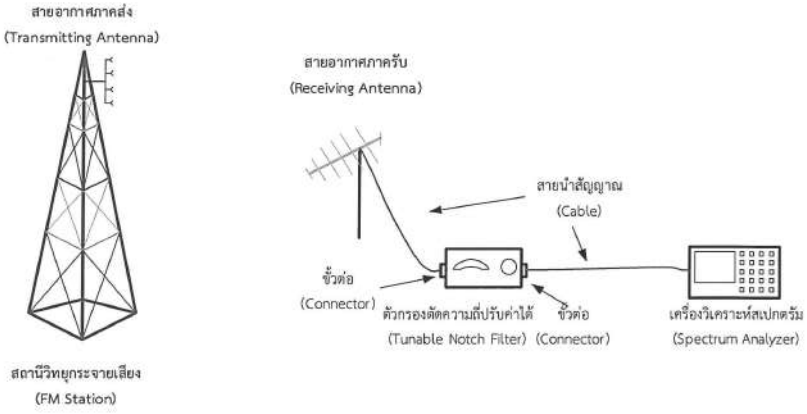 สายอากาศภาคส่ง
(Transmitting Antenna)
สายอากาศภาครับ
(Receiving Antenna)
สายนำสัญญาณ
(Cable)
ขั้วต่อ
(Connector)
ตัวกรองตัดความถี่ปรับค่าได้
(Tunable Notch Filter)
ขั้วต่อ
(Connector)
เครื่องวิเคราะห์สเปกตรัม
(Spectrum Analyzer)
สถานีวิทยุกระจายเสียง
(FM Station)